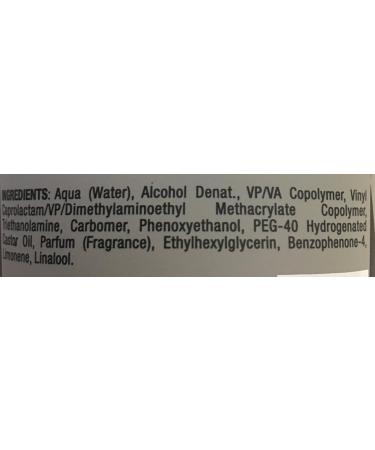 INGREDIENTS: Aqua (Water), Alcohol Denat., VP/VA Copolymer, Vinyl
Caprolactam/VP/Dimethylaminoethyl Methacrylate Copolymer,
Triethanolamine, Carbomer, Phenoxyethanol, PEG-40 Hydrogenated
Castor Oil, Parfum (Fragrance), Ethylhexylglycerin, Benzophenone-4,
Limonene, Linalool.